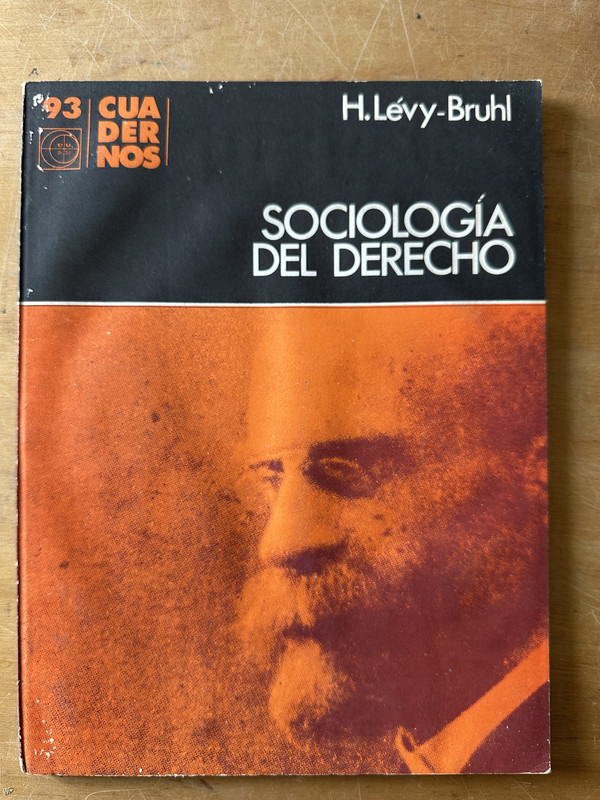 93
CUA
DER
NOS
H. Lévy-Bruhl
SOCIOLOGÍA
DEL DERECHO